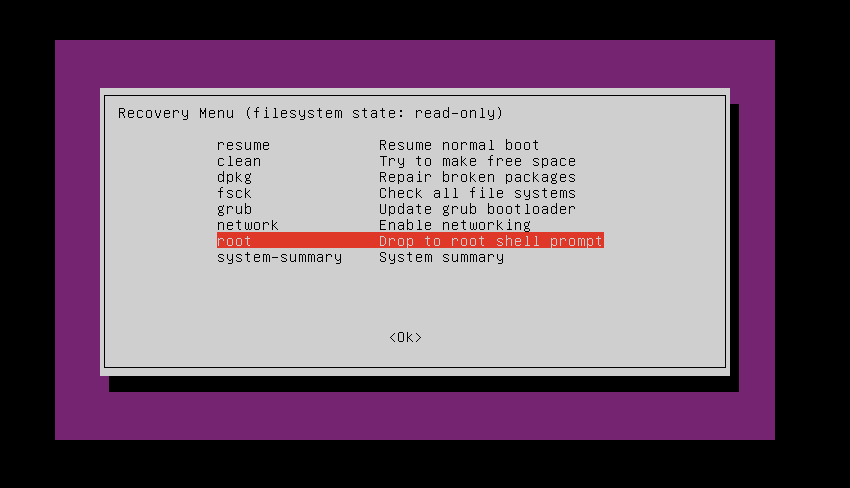 Recovery Menu (filesystem state: read-only)
resume Resume normal boot
clean Try to make free space
dpkg Repair broken packages
fsck Check all file systems
grub Update grub bootloader
network Enable networking
root Drop to root shell prompt
system-summary System summary
<Ok>